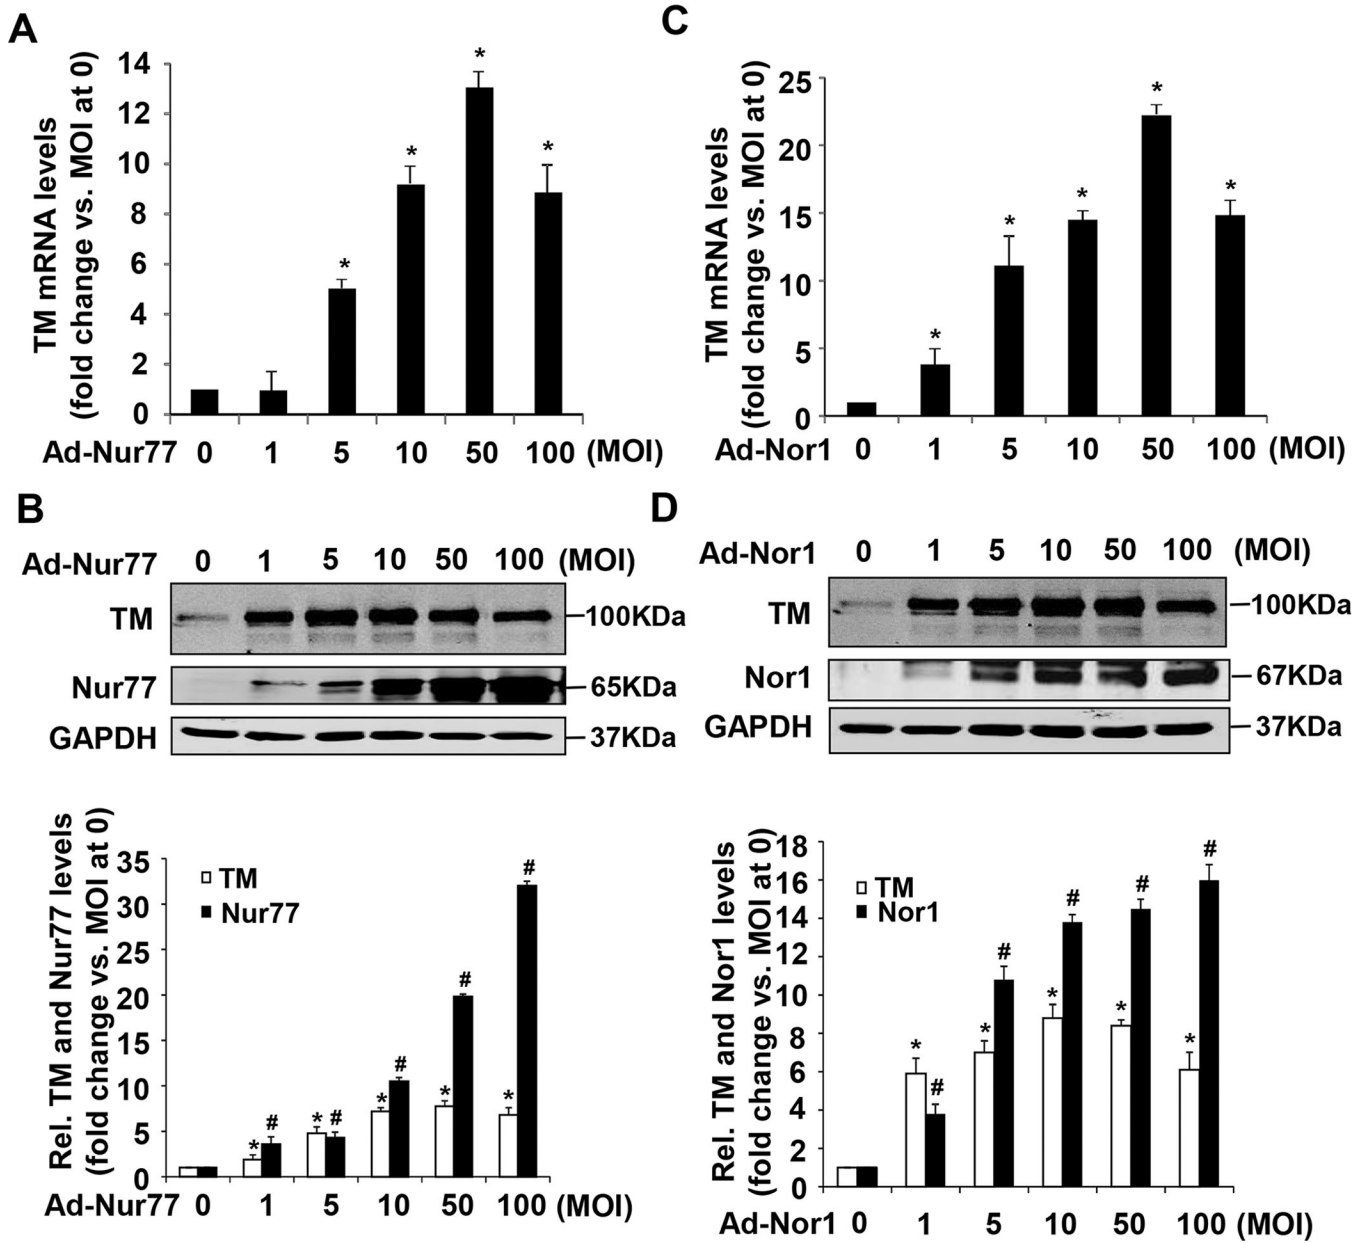 A
TM mRNA levels
(fold change vs. MOI at 0)
14
12
10
8
6
4
2
0
* * * *
Ad-Nur77 0 1 5 10 50 100 (MOI)
C
TM mRNA levels
(fold change vs. MOI at 0)
25
20
15
10
5
0
* * * * *
Ad-Nor1 0 1 5 10 50 100 (MOI)
B
Ad-Nur77 0 1 5 10 50 100 (MOI)
TM 100KDa
Nur77 65KDa
GAPDH 37KDa
Rel. TM and Nur77 levels
(fold change vs. MOI at 0)
35
30
25
20
15
10
5
0
TM
Nur77
* # * # * # * # * #
Ad-Nur77 0 1 5 10 50 100 (MOI)
D
Ad-Nor1 0 1 5 10 50 100 (MOI)
TM 100KDa
Nor1 67KDa
GAPDH 37KDa
Rel. TM and Nor1 levels
(fold change vs. MOI at 0)
18
16
14
12
10
8
6
4
2
0
TM
Nor1
* # * # * # * # * #
Ad-Nor1 0 1 5 10 50 100 (MOI)